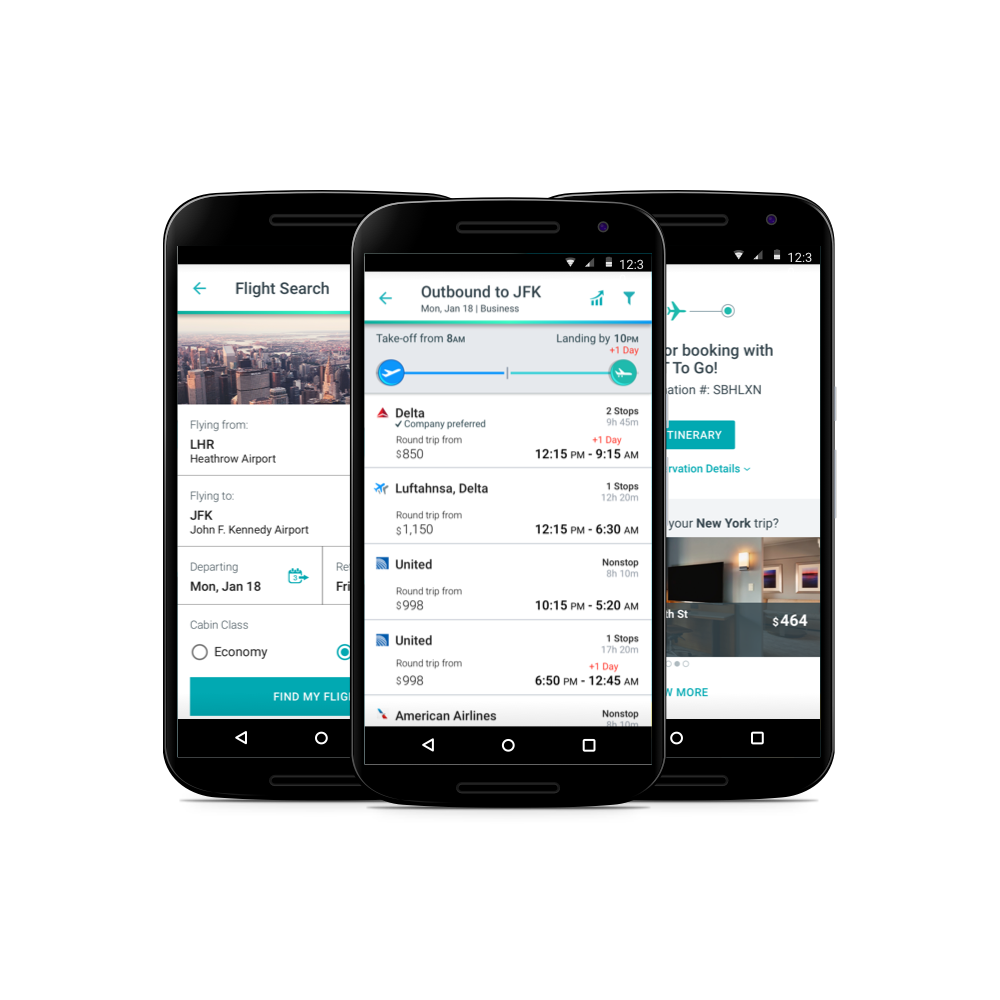 Flight Search
Flying from:
LHR
Heathrow Airport
Flying to:
JFK
John F. Kennedy Airport
Departing
Mon, Jan 18
3
Cabin Class
Economy
FIND MY
12:3
Outbound to JFK
Mon, Jan 18 | Business
Take-off from 8AM
Landing by 10PM
+1 Day
Delta
2 Stops
✓ Company preferred
9h 45m
Round trip from
+1 Day
$850
12:15 PM - 9:15 AM
Luftahnsa, Delta
1 Stops
12h 20m
Round trip from
$1,150
12:15 PM - 6:30 AM
United
Nonstop
8h 10m
Round trip from
$998
10:15 PM - 5:20 AM
United
1 Stops
17h 20m
Round trip from
+1 Day
$998
6:50 PM - 12:45 AM
American Airlines
Nonstop
8h 10m
12:3
or booking with
To Go!
#: SBHLXN
Details
your New York trip?
St
$464
MORE